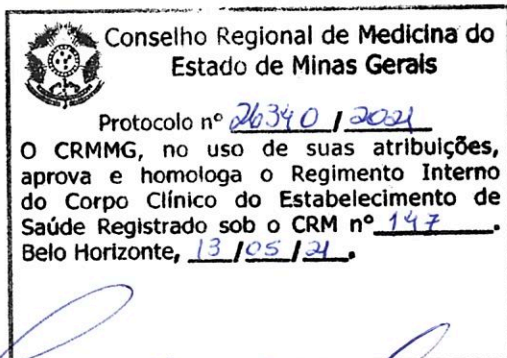 Conselho Regional de Medicina do
Estado de Minas Gerais
Protocolo nº 26340 / 2021
O CRMMG, no uso de suas atribuições,
aprova e homologa o Regimento Interno
do Corpo Clínico do Estabelecimento de
Saúde Registrado sob o CRM nº 147.
Belo Horizonte, 13/05/21.